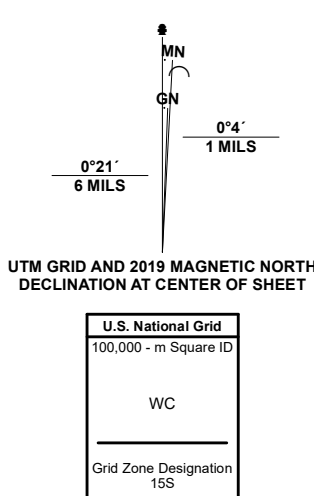 MN
GN
0°4´
1 MILS
0°21´
6 MILS
UTM GRID AND 2019 MAGNETIC NORTH
DECLINATION AT CENTER OF SHEET
U.S. National Grid
100,000 - m Square ID
WC
Grid Zone Designation
15S